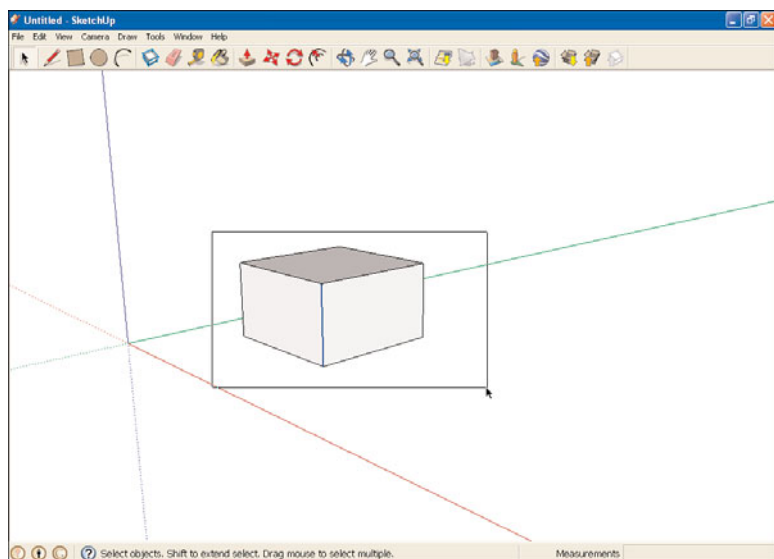 Untitled - SketchUp
File Edit View Camera Draw Tools Window Help
Select objects. Shift to extend select. Drag mouse to select multiple.
Measurements